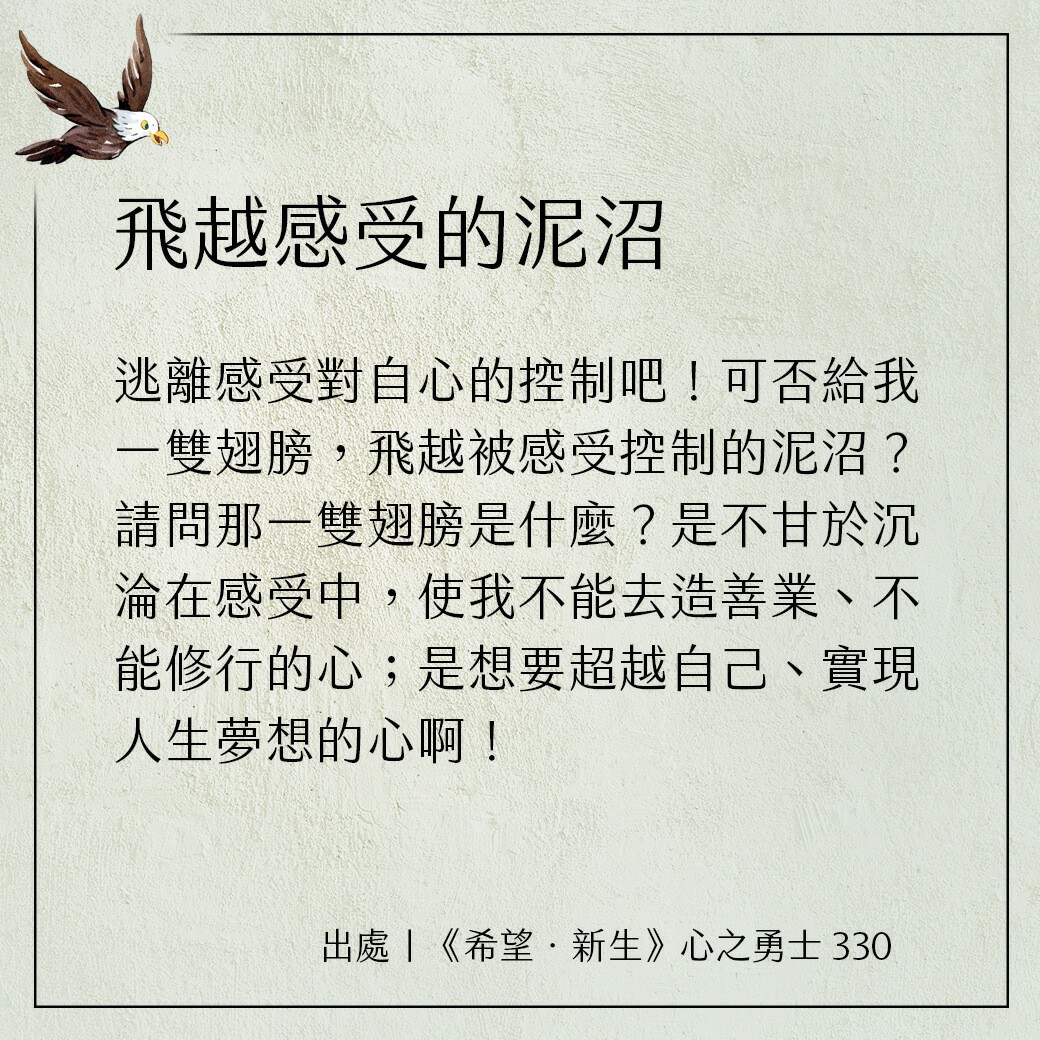 飛越感受的泥沼
逃離感受對自心的控制吧！可否給我
一雙翅膀，飛越被感受控制的泥沼？
請問那一雙翅膀是什麼？是不甘於沉
淪在感受中，使我不能去造善業、不
能修行的心；是想要超越自己、實現
人生夢想的心啊！
出處｜《希望．新生》心之勇士 330